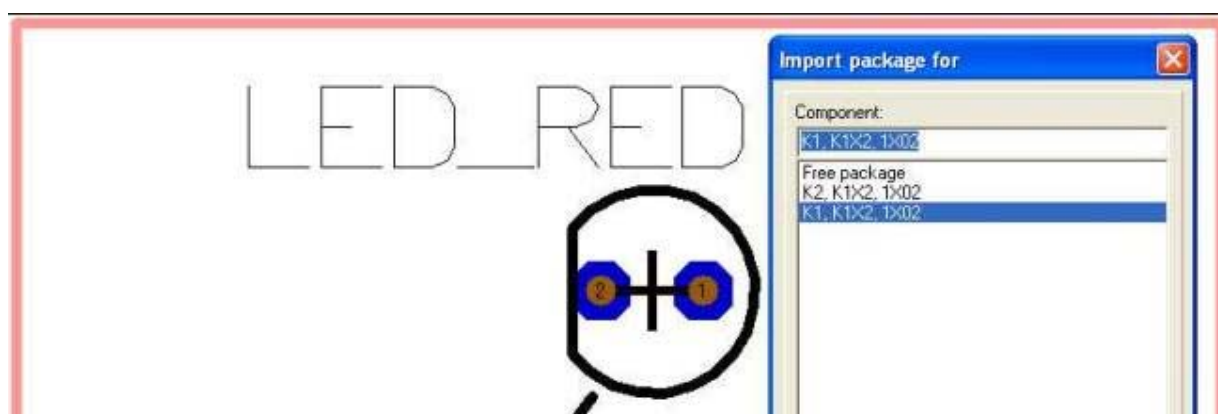 LED_RED
2
1
Import package for
Component:
K1, K1X2, 1X02
Free package
K2, K1X2, 1X02
K1, K1X2, 1X02